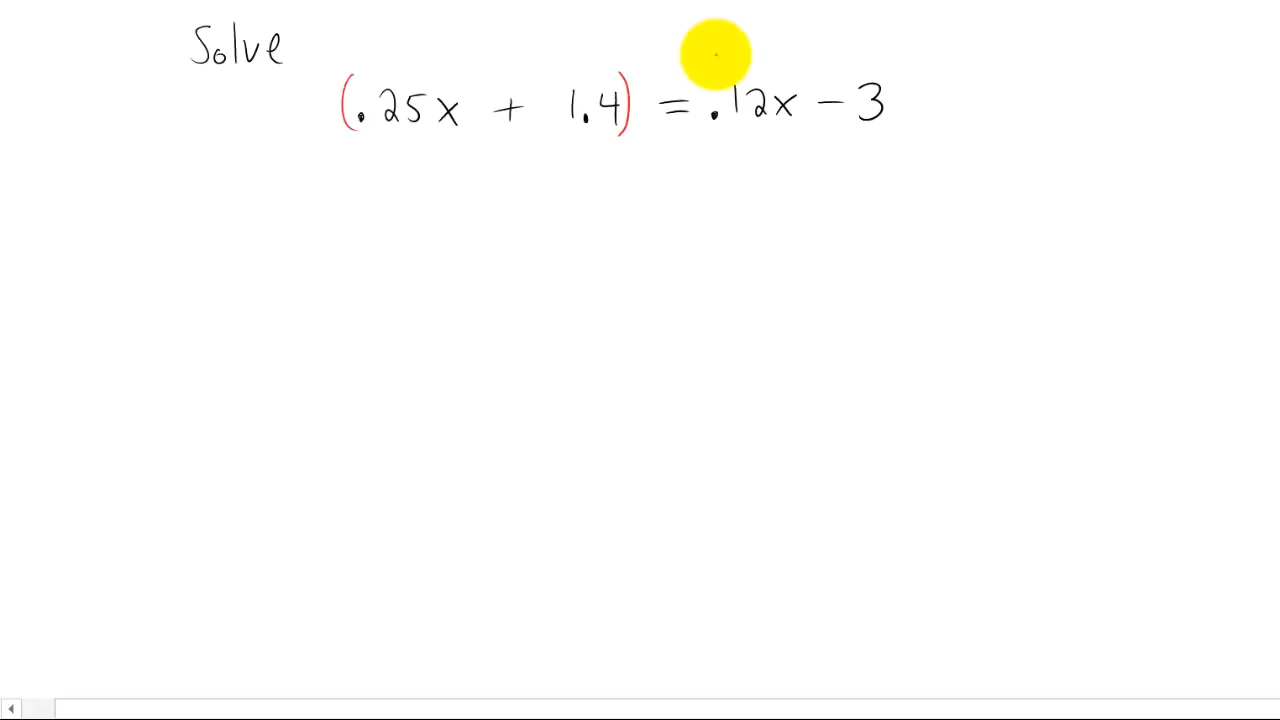 Solve
(.25x + 1.4) = .12x - 3